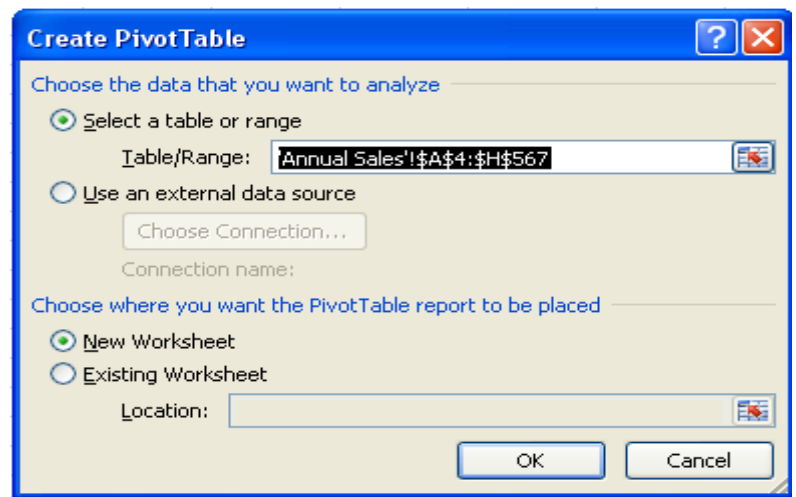 Create PivotTable
Choose the data that you want to analyze
Select a table or range
Table/Range: 'Annual Sales'!$A$4:$H$567
Use an external data source
Choose Connection...
Connection name:
Choose where you want the PivotTable report to be placed
New Worksheet
Existing Worksheet
Location:
OK Cancel